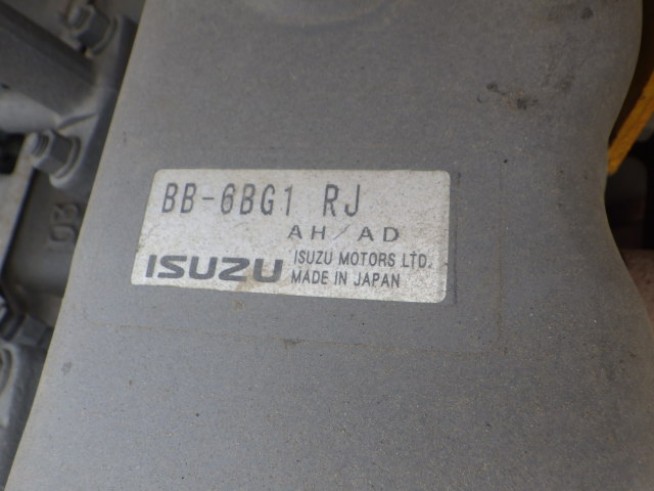 BB-6BG1 RJ
AH/AD
ISUZU ISUZU MOTORS LTD.
MADE IN JAPAN